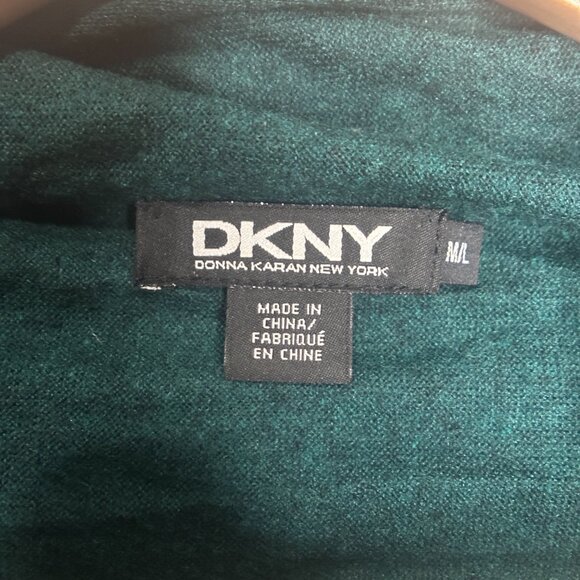 DKNY
DONNA KARAN NEW YORK
M/L
MADE IN
CHINA/
FABRIQUÉ
EN CHINE